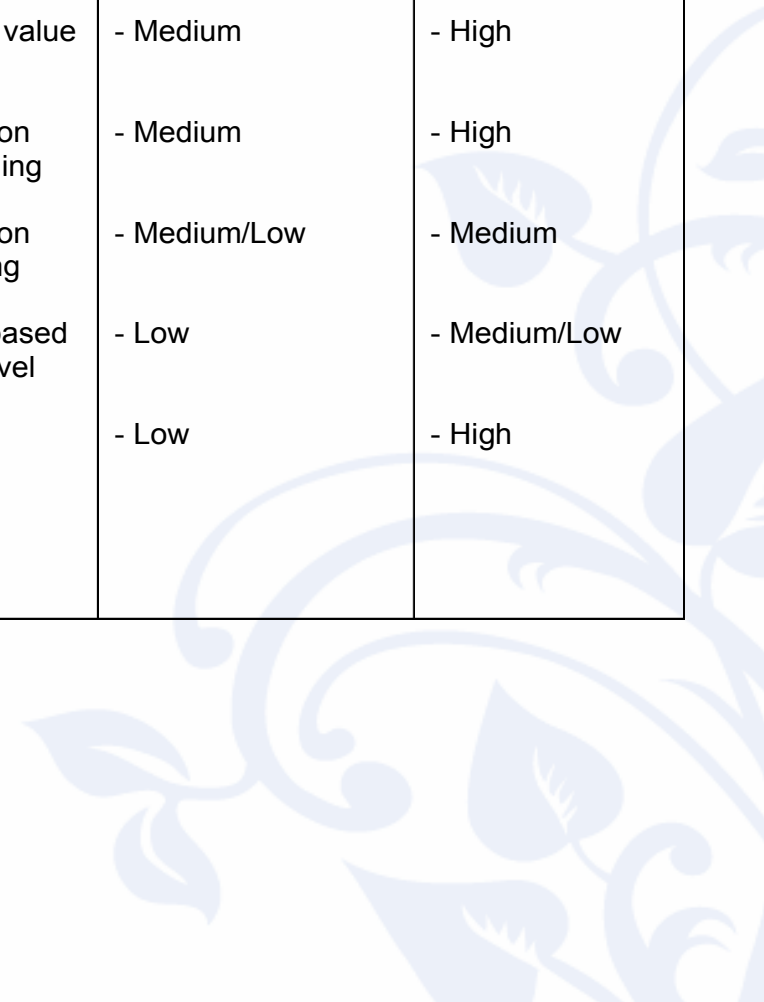 value - Medium - High
on - Medium - High
ing
on - Medium/Low - Medium
g
ased - Low - Medium/Low
vel
- Low - High